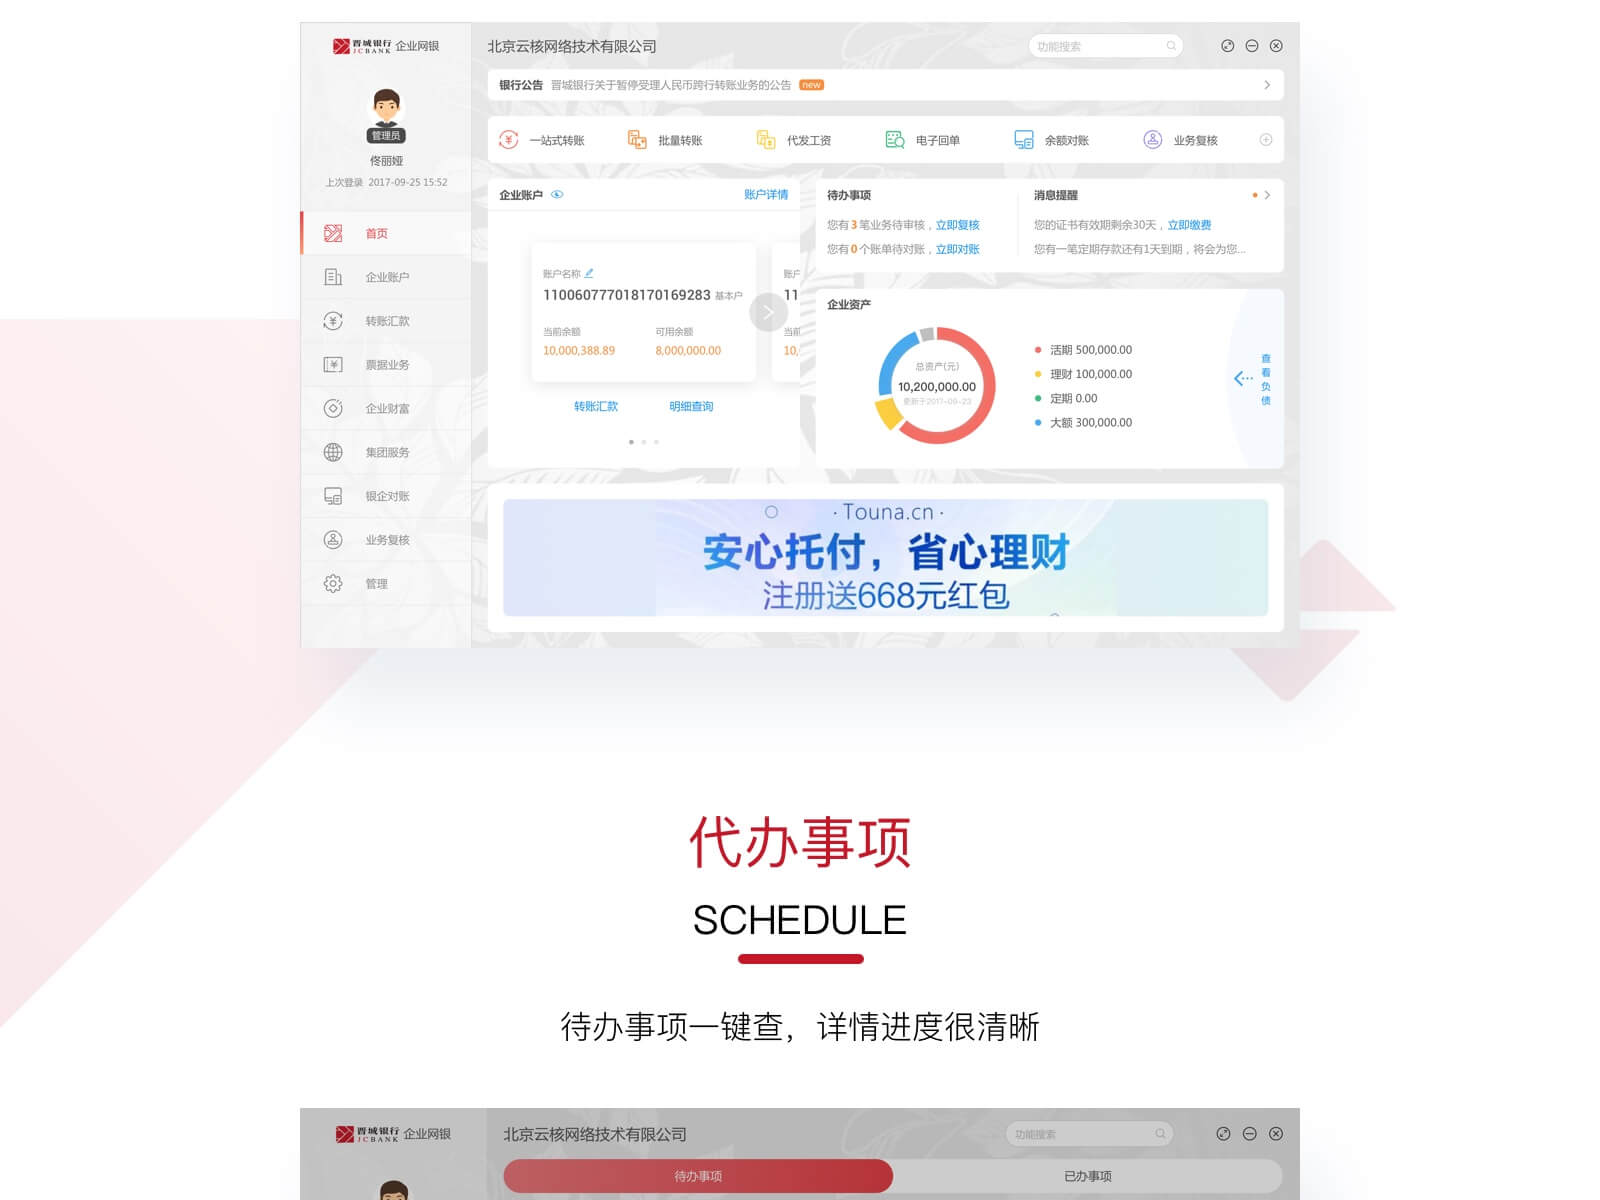 晋城银行 JCBANK 企业网银
管理员
佟丽娅
上次登录 2017-09-25 15:52
首页
企业账户
转账汇款
票据业务
企业财富
集团服务
银企对账
业务复核
管理
北京云核网络技术有限公司
功能搜索
银行公告 晋城银行关于暂停受理人民币跨行转账业务的公告 new
一站式转账 批量转账 代发工资 电子回单 余额对账 业务复核
企业账户 账户详情
账户名称
110060777018170169283 基本户
当前余额 可用余额
10,000,388.89 8,000,000.00
账户
11
当前
10,
转账汇款 明细查询
待办事项
您有3笔业务待审核，立即复核
您有0个账单待对账，立即对账
消息提醒
您的证书有效期剩余30天，立即缴费
您有一笔定期存款还有1天到期，将会为您...
企业资产
总资产(元)
10,200,000.00
更新于2017-09-23
活期 500,000.00
理财 100,000.00
定期 0.00
大额 300,000.00
查看负债
·Touna.cn·
安心托付，省心理财
注册送668元红包
代办事项
SCHEDULE
待办事项一键查，详情进度很清晰
晋城银行 JCBANK 企业网银
北京云核网络技术有限公司
功能搜索
待办事项 已办事项